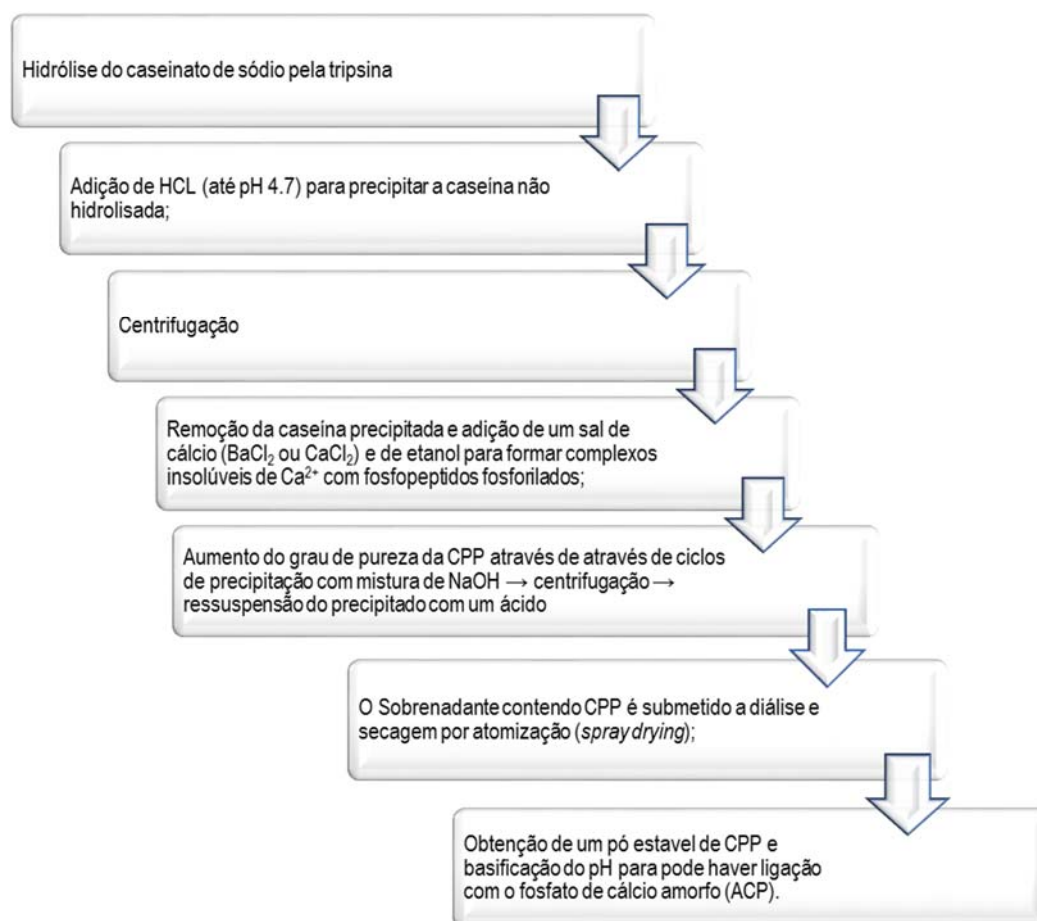 Hidrólise do caseinato de sódio pela tripsina
Adição de HCL (até pH 4.7) para precipitar a caseína não
hidrolisada;
Centrifugação
Remoção da caseína precipitada e adição de um sal de
cálcio (BaCl₂ ou CaCl₂) e de etanol para formar complexos
insolúveis de Ca²⁺ com fosfopeptidos fosforilados;
Aumento do grau de pureza da CPP através de através de ciclos
de precipitação com mistura de NaOH → centrifugação →
ressuspensão do precipitado com um ácido
O Sobrenadante contendo CPP é submetido a diálise e
secagem por atomização (spray drying);
Obtenção de um pó estavel de CPP e
basificação do pH para pode haver ligação
com o fosfato de cálcio amorfo (ACP).